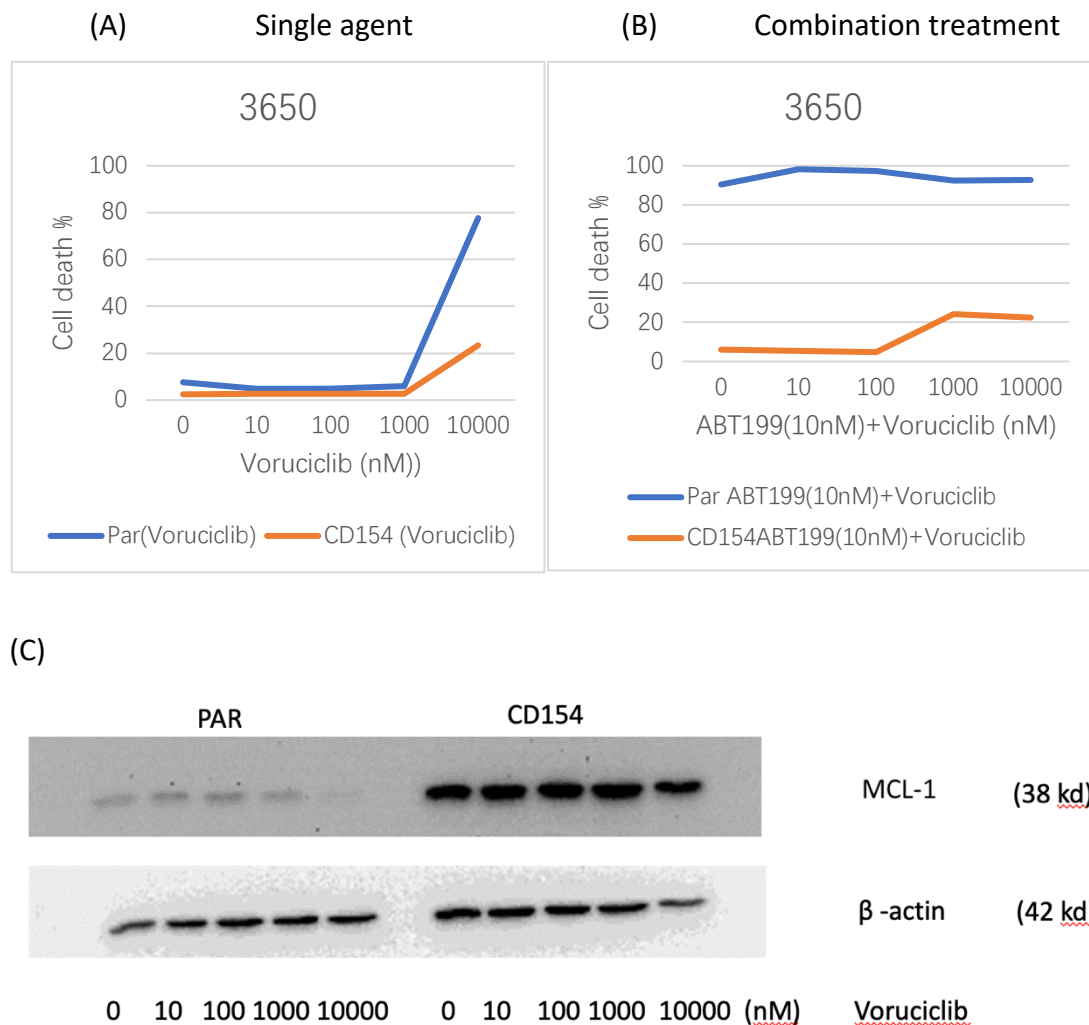 (A) Single agent
3650
100
80
60
40
20
0
Cell death %
0 10 100 1000 10000
Voruciclib (nM))
Par(Voruciclib) CD154 (Voruciclib)
(B) Combination treatment
3650
100
80
60
40
20
0
Cell death %
0 10 100 1000 10000
ABT199(10nM)+Voruciclib (nM)
Par ABT199(10nM)+Voruciclib
CD154ABT199(10nM)+Voruciclib
(C)
PAR CD154
MCL-1 (38 kd)
β -actin (42 kd
0 10 100 1000 10000 0 10 100 1000 10000 (nM) Voruciclib